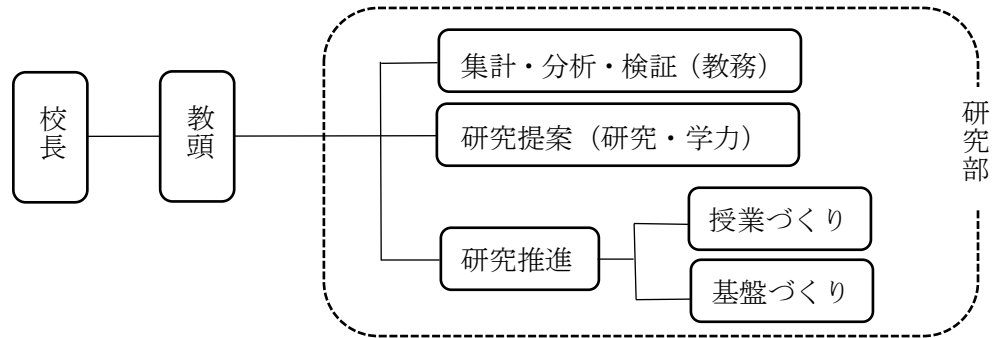 校長
教頭
集計・分析・検証（教務）
研究提案（研究・学力）
研究推進
授業づくり
基盤づくり
研究部